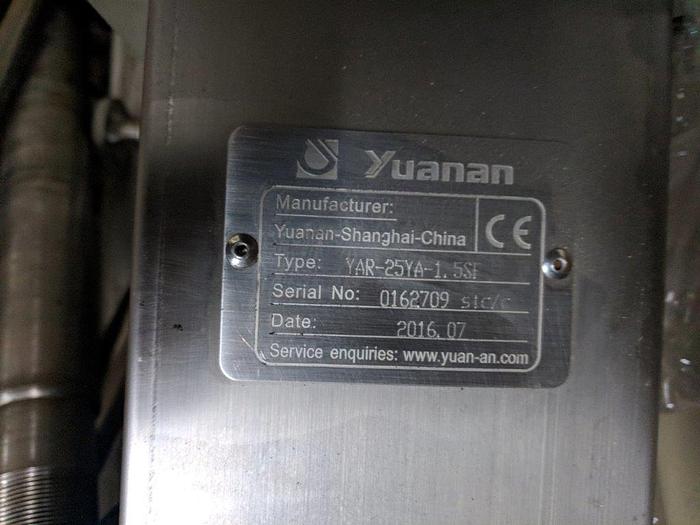 Yuanan
Manufacturer:
Yuanan-Shanghai-China
CE
Type: YAR-25YA-1.5SF
Serial No: 0162709 sic/c
Date: 2016.07
Service enquiries: www.yuan-an.com